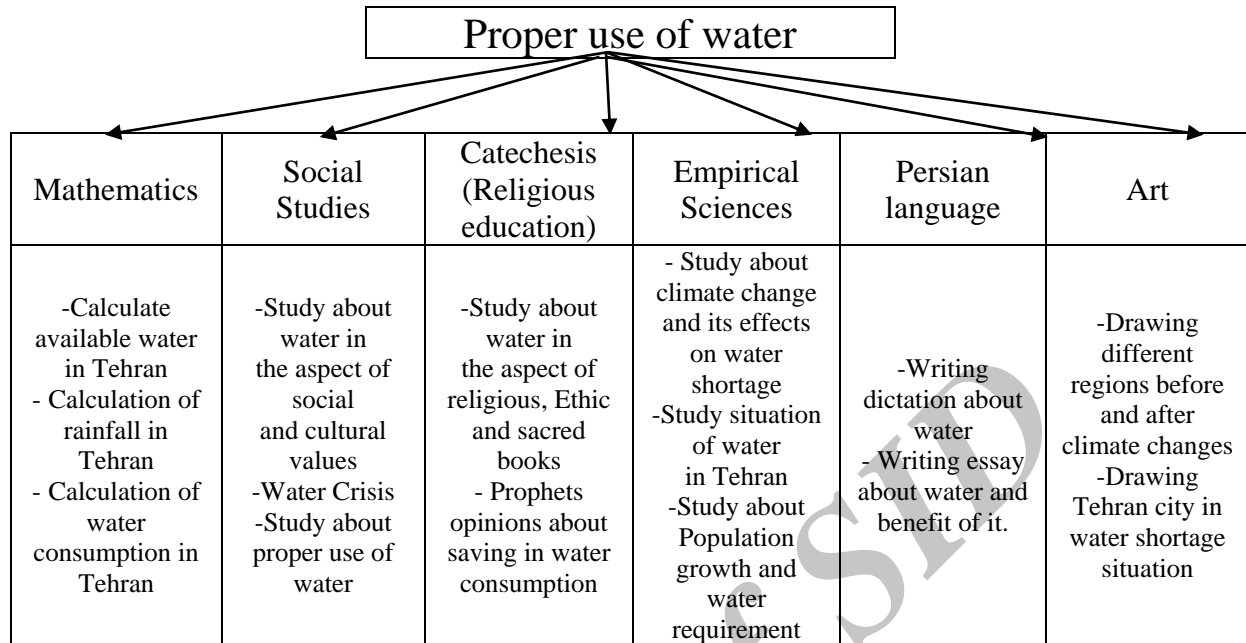 Proper use of water
Mathematics
Social
Studies
Catechesis
(Religious
education)
Empirical
Sciences
Persian
language
Art
-Calculate
available water
in Tehran
- Calculation of
rainfall in
Tehran
- Calculation of
water
consumption in
Tehran
-Study about
water in
the aspect of
social
and cultural
values
-Water Crisis
-Study about
proper use of
water
-Study about
water in
the aspect of
religious, Ethic
and sacred
books
- Prophets
opinions about
saving in water
consumption
- Study about
climate change
and its effects
on water
shortage
-Study situation
of water
in Tehran
-Study about
Population
growth and
water
requirement
-Writing
dictation about
water
- Writing essay
about water and
benefit of it.
-Drawing
different
regions before
and after
climate changes
-Drawing
Tehran city in
water shortage
situation
f SID